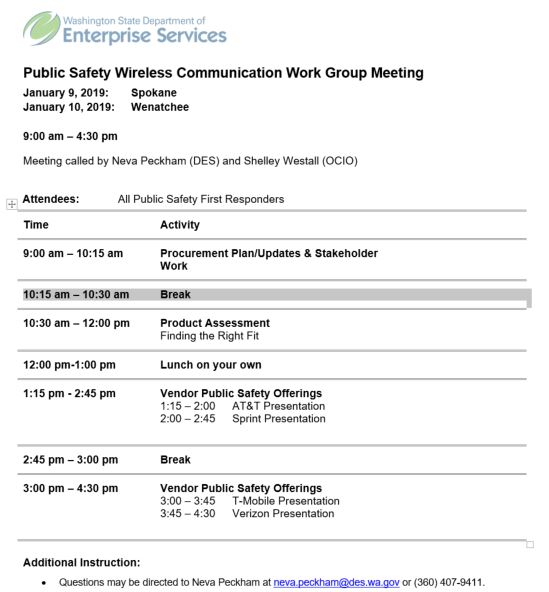 Washington State Department of
Enterprise Services
Public Safety Wireless Communication Work Group Meeting
January 9, 2019: Spokane
January 10, 2019: Wenatchee
9:00 am – 4:30 pm
Meeting called by Neva Peckham (DES) and Shelley Westall (OCIO)
Attendees: All Public Safety First Responders
Time Activity
9:00 am – 10:15 am Procurement Plan/Updates & Stakeholder
Work
10:15 am – 10:30 am Break
10:30 am – 12:00 pm Product Assessment
Finding the Right Fit
12:00 pm-1:00 pm Lunch on your own
1:15 pm - 2:45 pm Vendor Public Safety Offerings
1:15 – 2:00 AT&T Presentation
2:00 – 2:45 Sprint Presentation
2:45 pm – 3:00 pm Break
3:00 pm – 4:30 pm Vendor Public Safety Offerings
3:00 – 3:45 T-Mobile Presentation
3:45 – 4:30 Verizon Presentation
Additional Instruction:
• Questions may be directed to Neva Peckham at neva.peckham@des.wa.gov or (360) 407-9411.